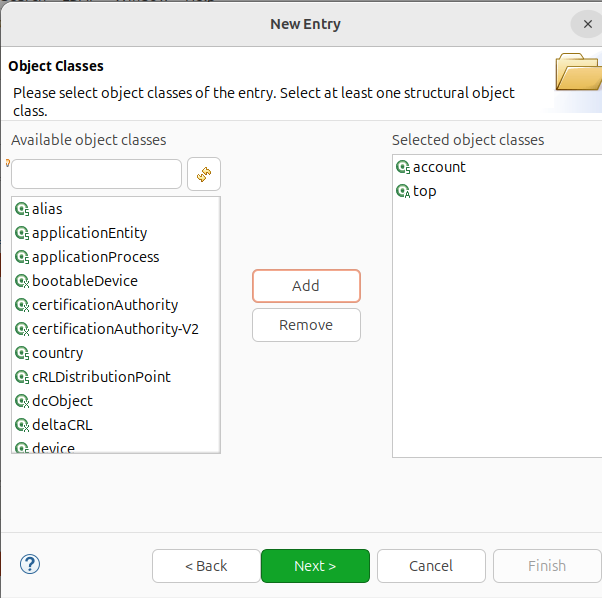 New Entry
Object Classes
Please select object classes of the entry. Select at least one structural object
class.
Available object classes
Selected object classes
alias
applicationEntity
applicationProcess
bootableDevice
certificationAuthority
certificationAuthority-V2
country
cRLDistributionPoint
dcObject
deltaCRL
device
account
top
Add
Remove
?
< Back
Next >
Cancel
Finish